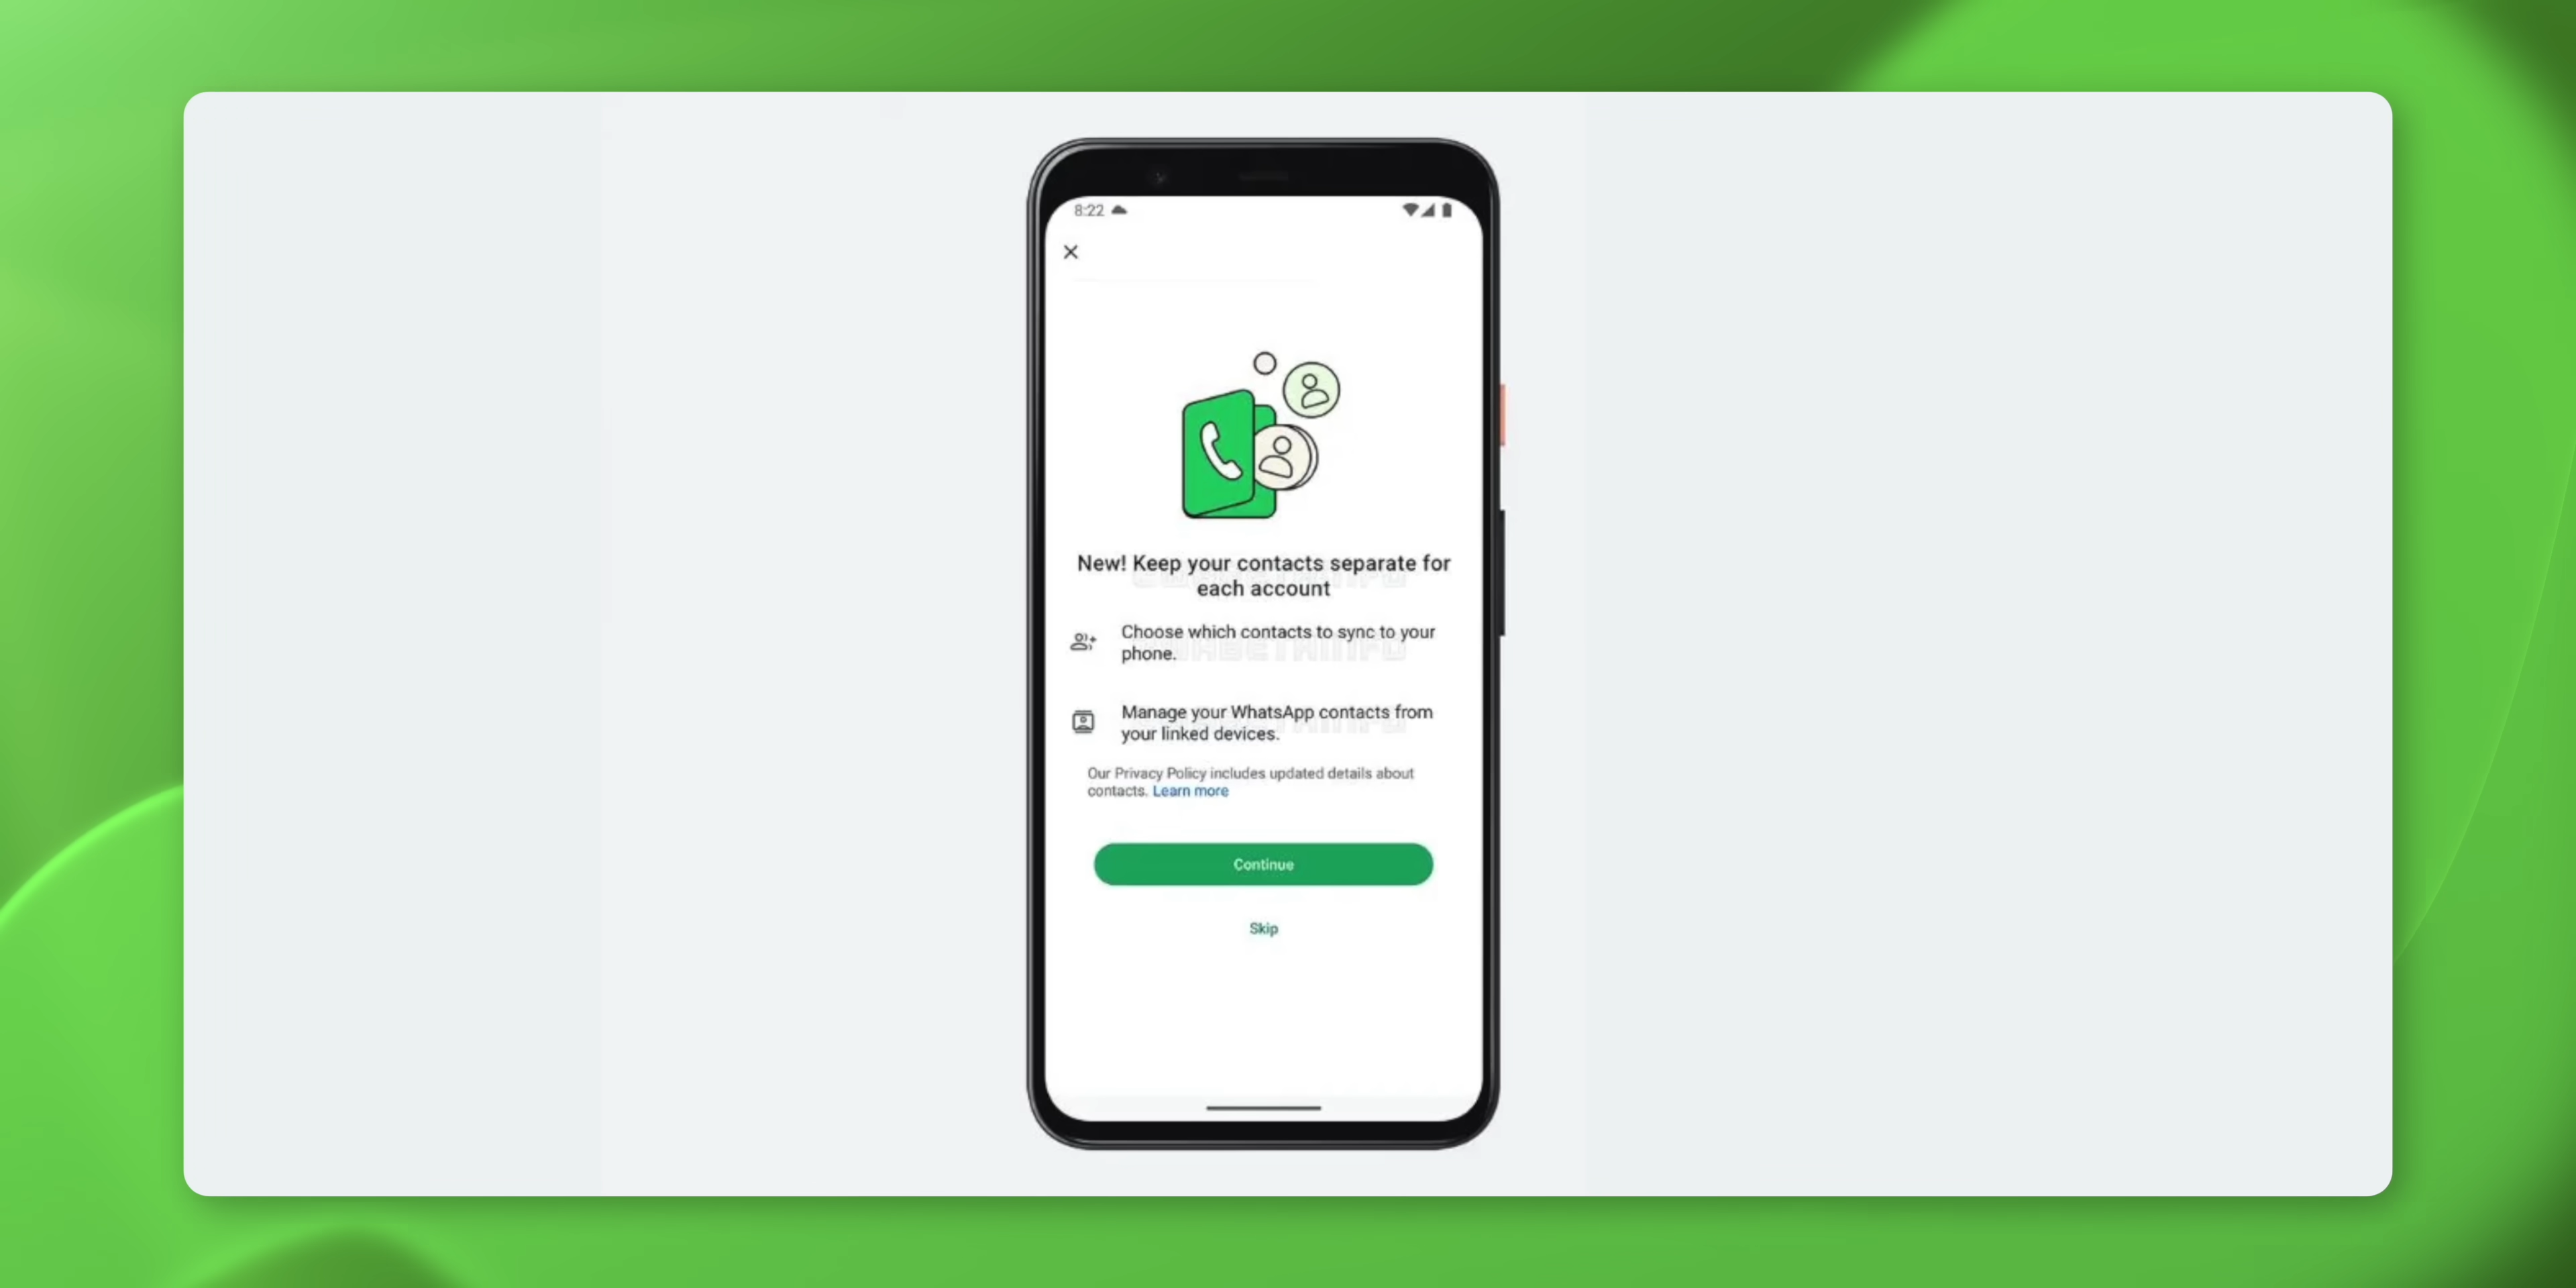 8:22
New! Keep your contacts separate for
each account
Choose which contacts to sync to your
phone.
Manage your WhatsApp contacts from
your linked devices.
Our Privacy Policy includes updated details about
contacts. Learn more
Continue
Skip